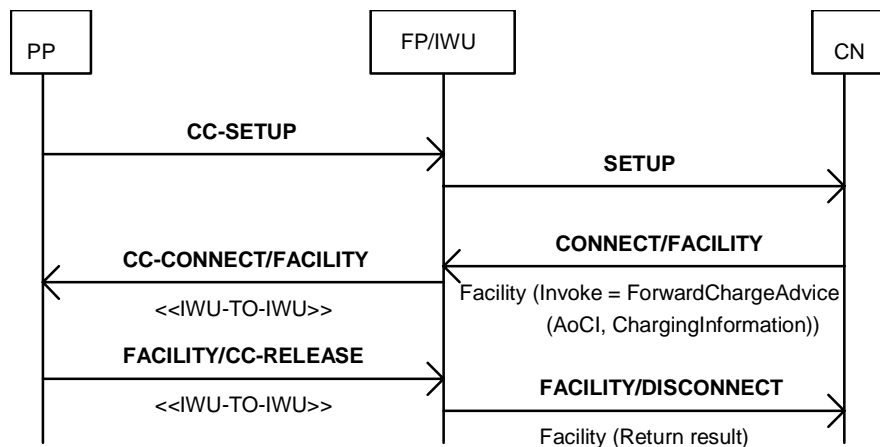 PP
FP/IWU
CN
CC-SETUP
SETUP
CONNECT/FACILITY
CC-CONNECT/FACILITY
Facility (Invoke = ForwardChargeAdvice
(AoCI, ChargingInformation))
<<IWU-TO-IWU>>
FACILITY/CC-RELEASE
FACILITY/DISCONNECT
<<IWU-TO-IWU>>
Facility (Return result)